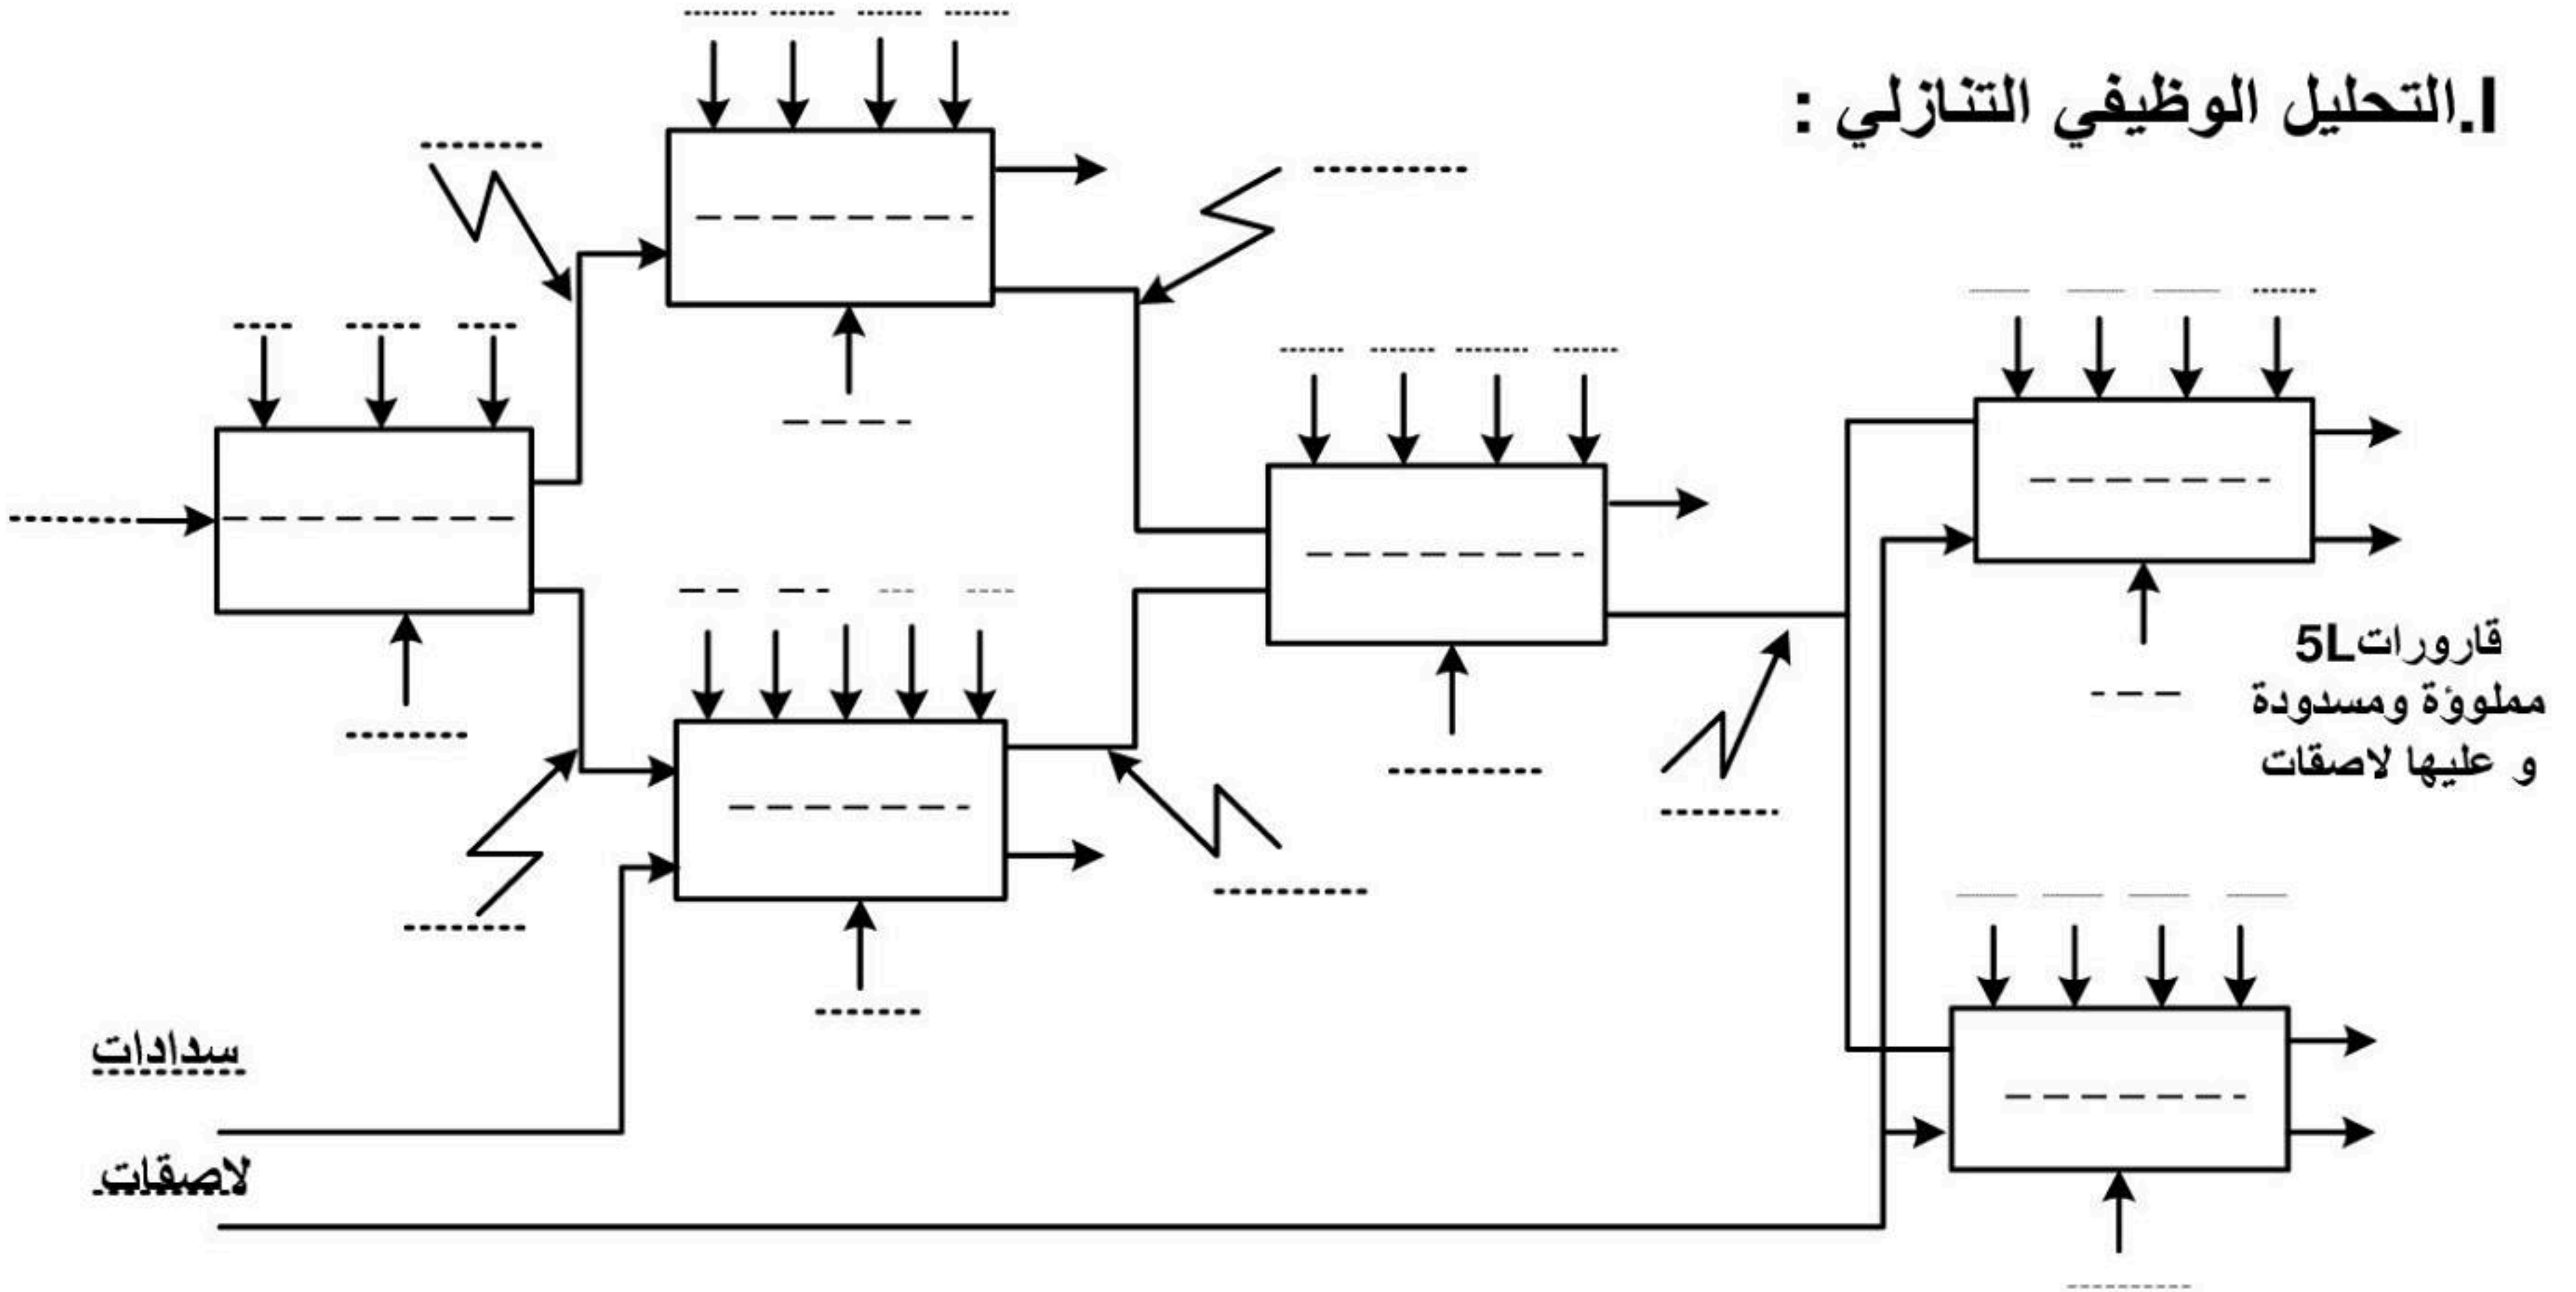 I.التحليل الوظيفي التنازلي :
قارورات5L
مملوؤة ومسدودة
و عليها لاصقات
سدادات
لاصقات